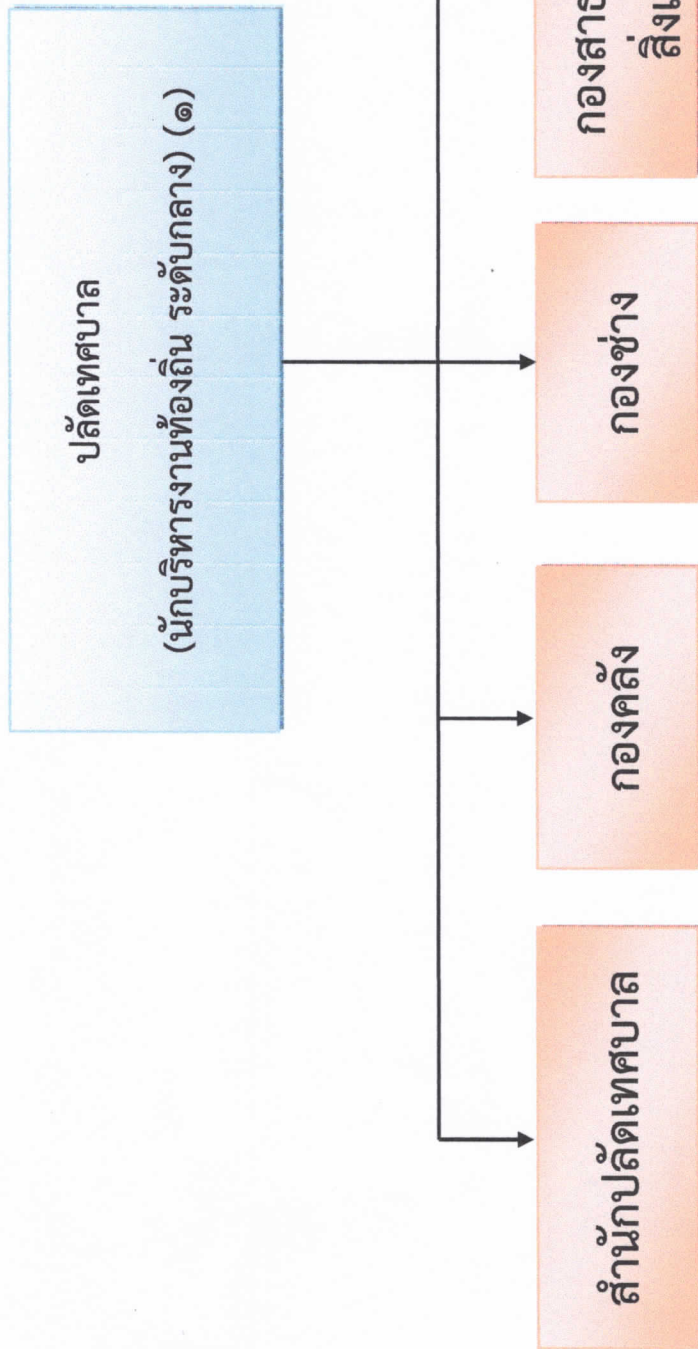 ปลัดเทศบาล
(นักบริหารงานท้องถิ่น ระดับกลาง) (๑)
สำนักปลัดเทศบาล
กองคลัง
กองช่าง